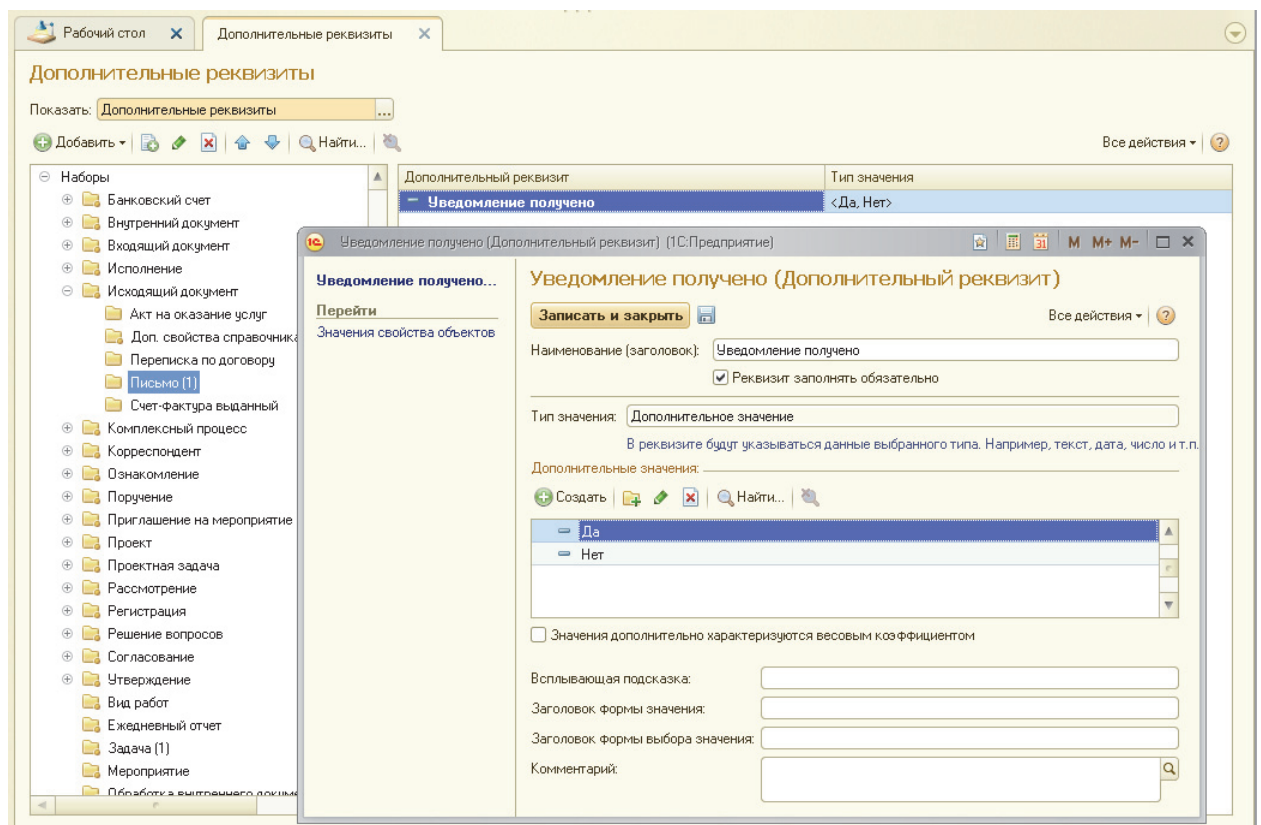 Рабочий стол
Дополнительные реквизиты
Дополнительные реквизиты
Показать: Дополнительные реквизиты ...
Добавить Найти... Все действия ?
Наборы
Банковский счет
Внутренний документ
Входящий документ
Исполнение
Исходящий документ
Акт на оказание услуг
Доп. свойства справочника
Переписка по договору
Письмо (1)
Счет-фактура выданный
Комплексный процесс
Корреспондент
Ознакомление
Поручение
Приглашение на мероприятие
Проект
Проектная задача
Рассмотрение
Регистрация
Решение вопросов
Согласование
Утверждение
Вид работ
Ежедневный отчет
Задача (1)
Мероприятие
Дополнительный реквизит Тип значения
Уведомление получено <Да, Нет>
Уведомление получено (Дополнительный реквизит) (1С:Предприятие) 31 M M+ M-
Уведомление получено...
Перейти
Значения свойства объектов
Уведомление получено (Дополнительный реквизит)
Записать и закрыть Все действия ?
Наименование (заголовок): Уведомление получено
Реквизит заполнять обязательно
Тип значения: Дополнительное значение
В реквизите будут указываться данные выбранного типа. Например, текст, дата, число и т.п.
Дополнительные значения:
Создать Найти...
Да
Нет
Значения дополнительно характеризуются весовым коэффициентом
Всплывающая подсказка:
Заголовок формы значения:
Заголовок формы выбора значения:
Комментарий: